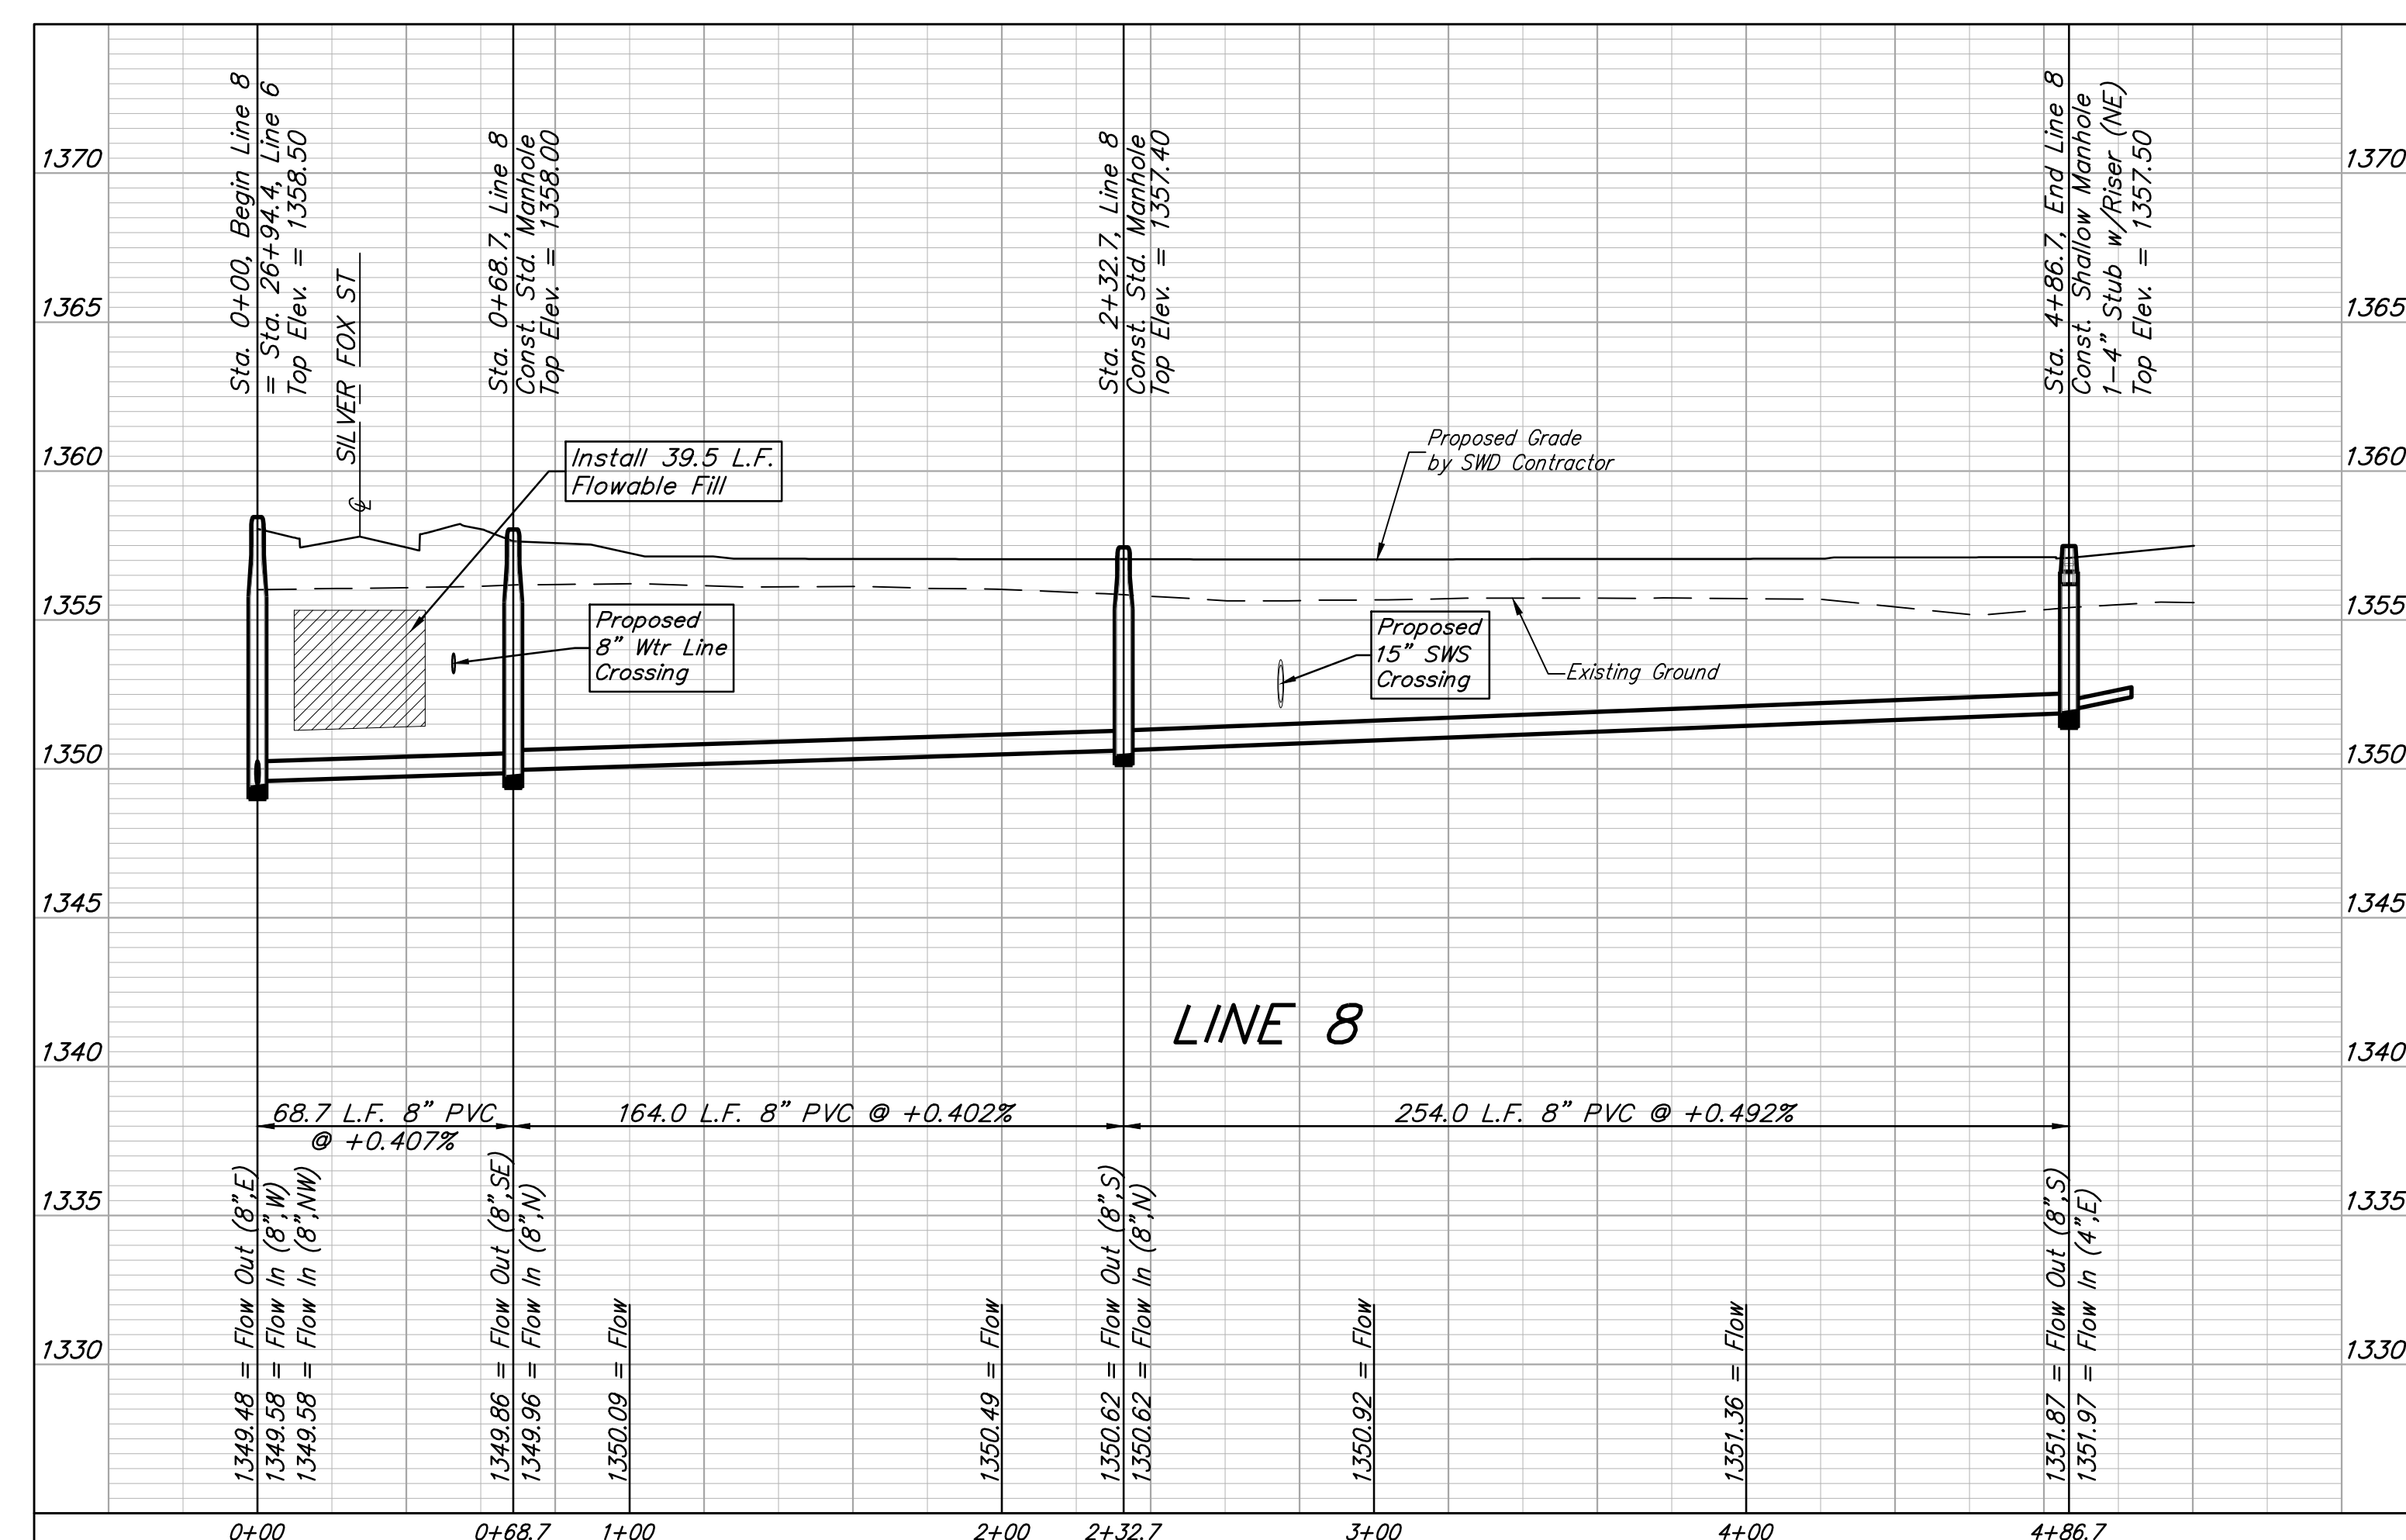 Sta. 0+00, Begin Line 8
= Sta. 26+94.4, Line 6
Top Elev. = 1358.50
SILVER FOX ST
℄
Sta. 0+68.7, Line 8
Const. Std. Manhole
Top Elev. = 1358.00
Sta. 2+32.7, Line 8
Const. Std. Manhole
Top Elev. = 1357.40
Sta. 4+86.7, End Line 8
Const. Shallow Manhole
1-4" Stub w/Riser (NE)
Top Elev. = 1357.50
1370
1370
1365
1365
1360
1360
1355
1355
1350
1350
1345
1345
1340
1340
1335
1335
1330
1330
Install 39.5 L.F.
Flowable Fill
Proposed Grade
by SWD Contractor
Proposed
8" Wtr Line
Crossing
Proposed
15" SWS
Crossing
Existing Ground
LINE 8
68.7 L.F. 8" PVC
@ +0.407%
164.0 L.F. 8" PVC @ +0.402%
254.0 L.F. 8" PVC @ +0.492%
1349.48 = Flow Out (8",E)
1349.58 = Flow In (8",W)
1349.58 = Flow In (8",NW)
1349.86 = Flow Out (8",SE)
1349.96 = Flow In (8",N)
1350.09 = Flow
1350.49 = Flow
1350.62 = Flow Out (8",S)
1350.62 = Flow In (8",N)
1350.92 = Flow
1351.36 = Flow
1351.87 = Flow Out (8",S)
1351.97 = Flow In (4",E)
0+00
0+68.7
1+00
2+00
2+32.7
3+00
4+00
4+86.7